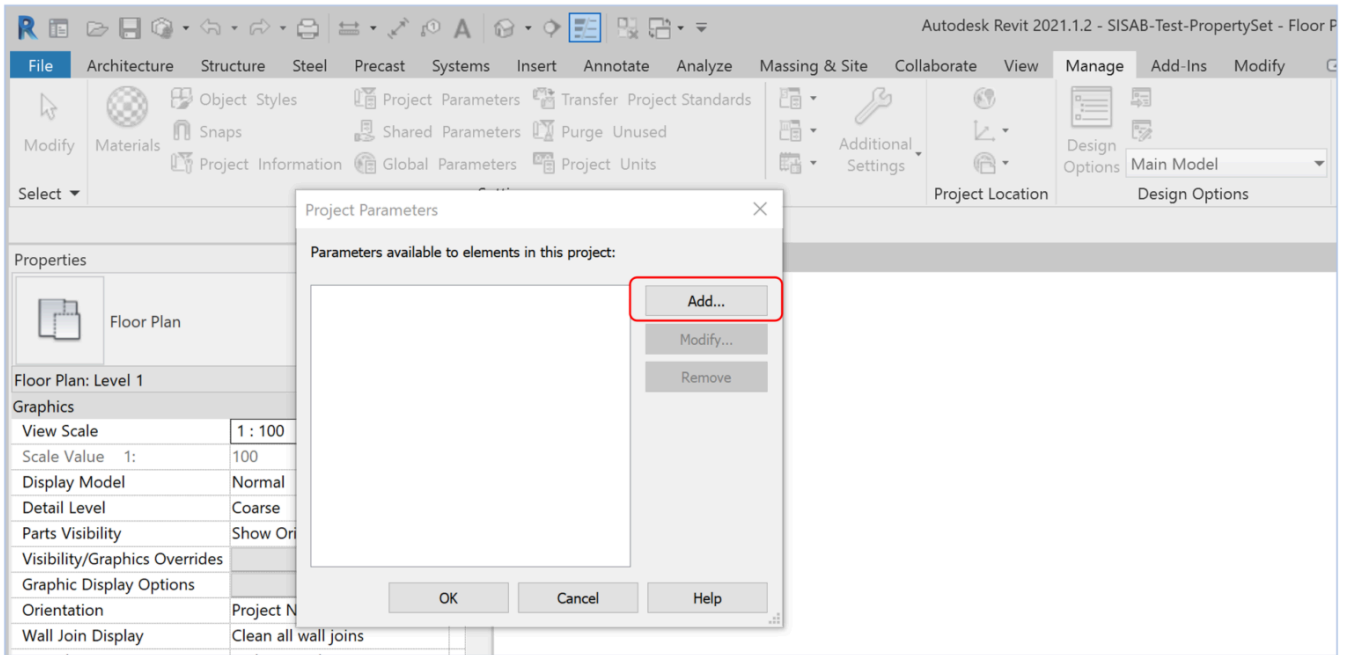 Autodesk Revit 2021.1.2 - SISAB-Test-PropertySet - Floor P
File Architecture Structure Steel Precast Systems Insert Annotate Analyze Massing & Site Collaborate View Manage Add-Ins Modify
Object Styles Project Parameters Transfer Project Standards
Snaps Shared Parameters Purge Unused
Modify Materials Additional Design
Project Information Global Parameters Project Units Settings Options Main Model
Select Project Location Design Options
Project Parameters
Parameters available to elements in this project:
Add...
Modify...
Remove
OK Cancel Help
Properties
Floor Plan
Floor Plan: Level 1
Graphics
View Scale 1 : 100
Scale Value 1: 100
Display Model Normal
Detail Level Coarse
Parts Visibility Show Ori
Visibility/Graphics Overrides
Graphic Display Options
Orientation Project N
Wall Join Display Clean all wall joins